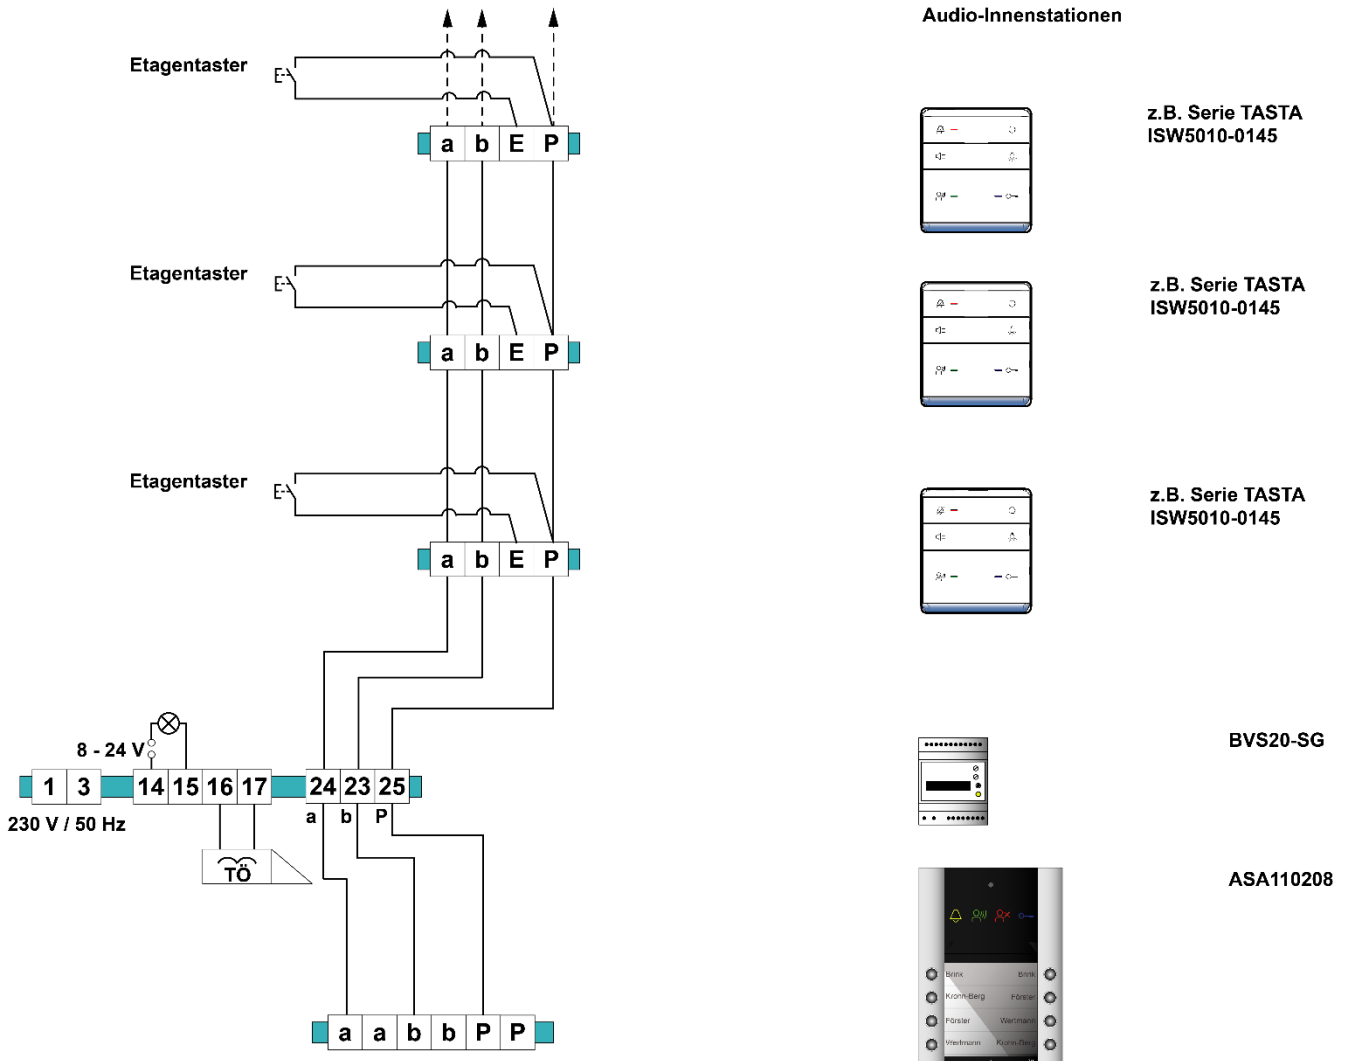 Audio-Innenstationen
Etagentaster
z.B. Serie TASTA
ISW5010-0145
a b E P
Etagentaster
z.B. Serie TASTA
ISW5010-0145
a b E P
Etagentaster
z.B. Serie TASTA
ISW5010-0145
a b E P
8 - 24 V
BVS20-SG
1 3 14 15 16 17 24 23 25
a b P
230 V / 50 Hz
TÖ
ASA110208
Brink Brink
Kronn-Berg Förster
Förster Wertmann
Wertmann Kronn-Berg
a a b b P P